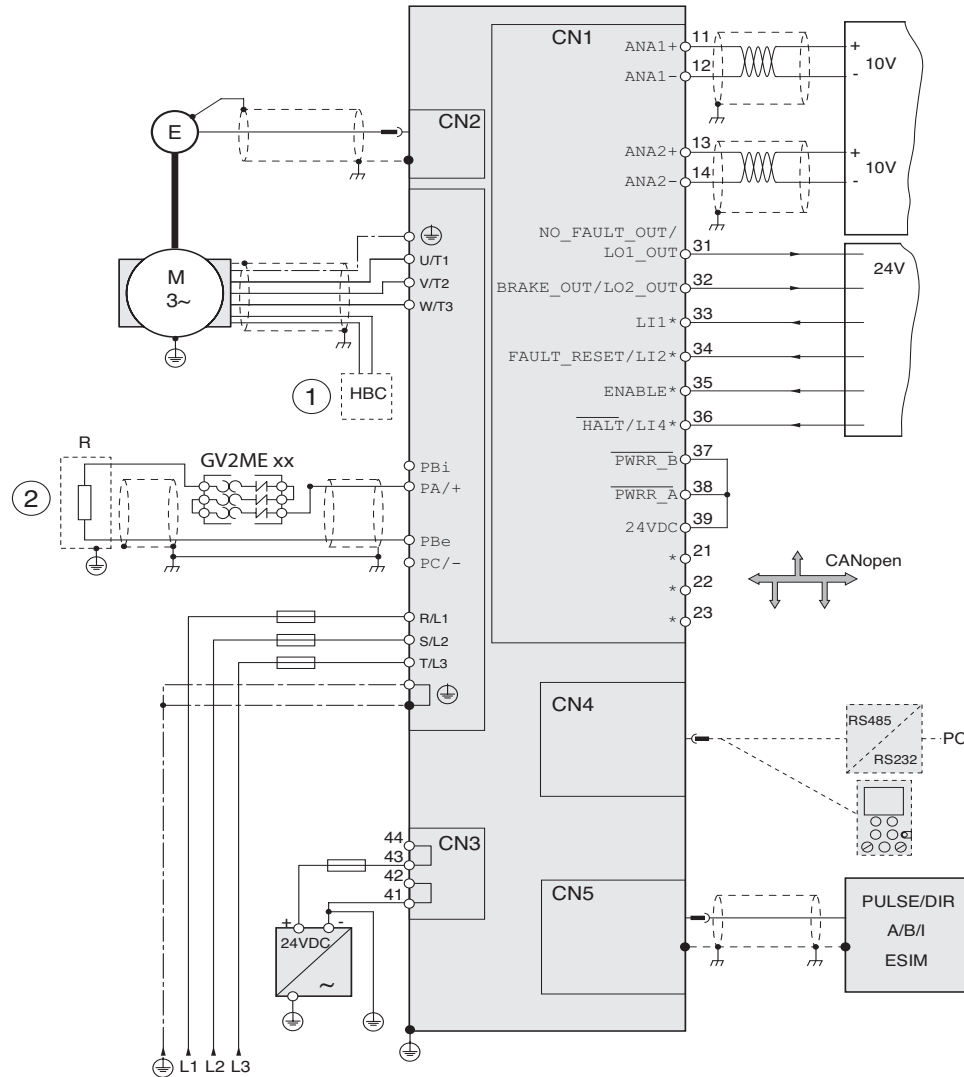 CN1
ANA1+
11
ANA1-
12
+
10V
-
CN2
E
ANA2+
13
ANA2-
14
+
10V
-
NO_FAULT_OUT/
LO1_OUT
31
24V
BRAKE_OUT/LO2_OUT
32
LI1*
33
FAULT_RESET/LI2*
34
ENABLE*
35
HALT/LI4*
36
PWRR_B
37
PWRR_A
38
24VDC
39
*
21
*
22
*
23
CANopen
M
3~
U/T1
V/T2
W/T3
1
HBC
R
GV2ME xx
2
PBi
PA/+
PBe
PC/-
R/L1
S/L2
T/L3
CN4
RS485
RS232
PC
CN3
44
43
42
41
+
-
24VDC
~
CN5
PULSE/DIR
A/B/I
ESIM
L1 L2 L3